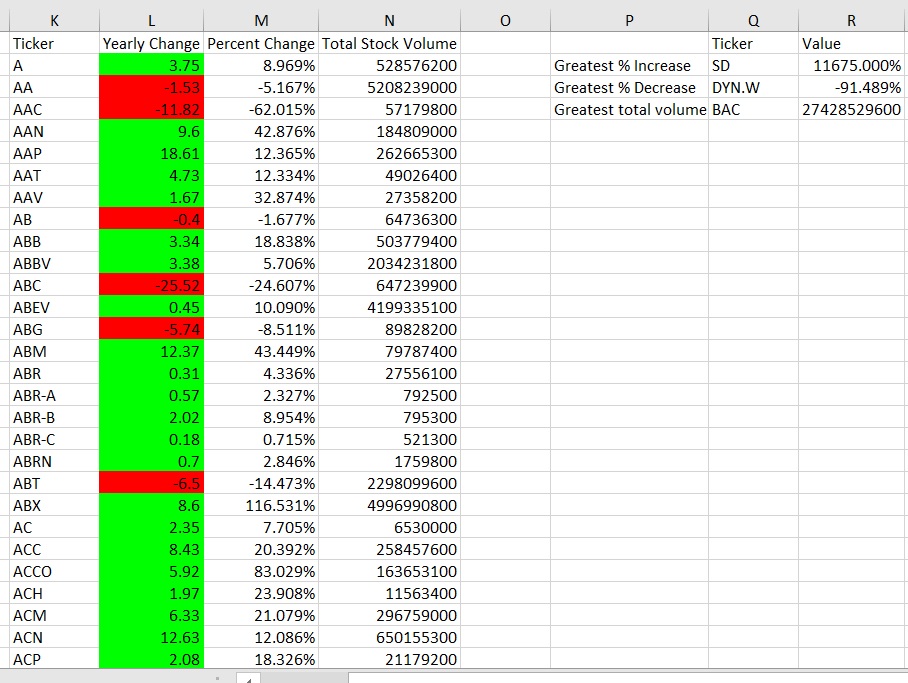 K L M N O P Q R
Ticker Yearly Change Percent Change Total Stock Volume Ticker Value
A 3.75 8.969% 528576200 Greatest % Increase SD 11675.000%
AA -1.53 -5.167% 5208239000 Greatest % Decrease DYN.W -91.489%
AAC -11.82 -62.015% 57179800 Greatest total volume BAC 27428529600
AAN 9.6 42.876% 184809000
AAP 18.61 12.365% 262665300
AAT 4.73 12.334% 49026400
AAV 1.67 32.874% 27358200
AB -0.4 -1.677% 64736300
ABB 3.34 18.838% 503779400
ABBV 3.38 5.706% 2034231800
ABC -25.52 -24.607% 647239900
ABEV 0.45 10.090% 4199335100
ABG -5.74 -8.511% 89828200
ABM 12.37 43.449% 79787400
ABR 0.31 4.336% 27556100
ABR-A 0.57 2.327% 792500
ABR-B 2.02 8.954% 795300
ABR-C 0.18 0.715% 521300
ABRN 0.7 2.846% 1759800
ABT -6.5 -14.473% 2298099600
ABX 8.6 116.531% 4996990800
AC 2.35 7.705% 6530000
ACC 8.43 20.392% 258457600
ACCO 5.92 83.029% 163653100
ACH 1.97 23.908% 11563400
ACM 6.33 21.079% 296759000
ACN 12.63 12.086% 650155300
ACP 2.08 18.326% 21179200